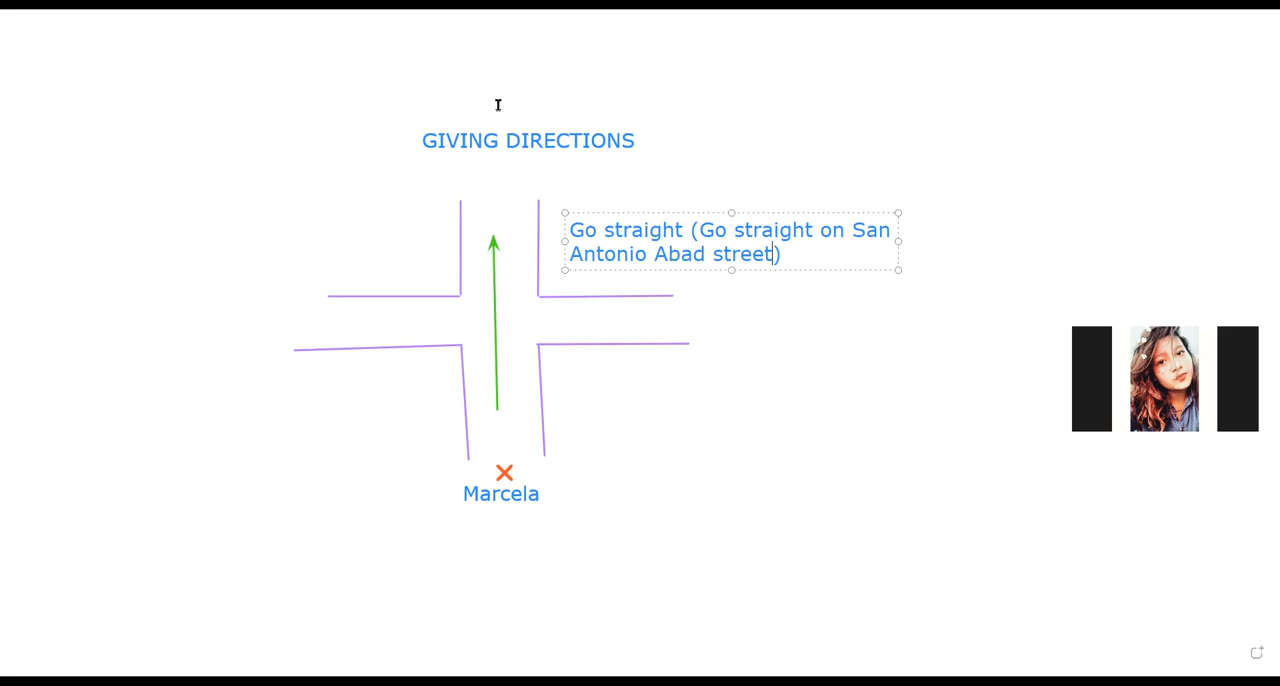 GIVING DIRECTIONS
Go straight (Go straight on San
Antonio Abad street)
Marcela